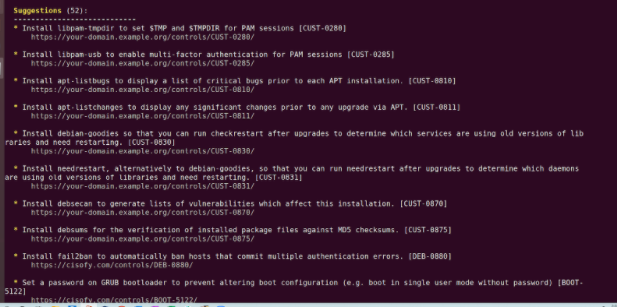 Suggestions (52):
----------------------------
* Install libpam-tmpdir to set $TMP and $TMPDIR for PAM sessions [CUST-0280]
https://your-domain.example.org/controls/CUST-0280/
* Install libpam-usb to enable multi-factor authentication for PAM sessions [CUST-0285]
https://your-domain.example.org/controls/CUST-0285/
* Install apt-listbugs to display a list of critical bugs prior to each APT installation. [CUST-0810]
https://your-domain.example.org/controls/CUST-0810/
* Install apt-listchanges to display any significant changes prior to any upgrade via APT. [CUST-0811]
https://your-domain.example.org/controls/CUST-0811/
* Install debian-goodies so that you can run checkrestart after upgrades to determine which services are using old versions of lib
raries and need restarting. [CUST-0830]
https://your-domain.example.org/controls/CUST-0830/
* Install needrestart, alternatively to debian-goodies, so that you can run needrestart after upgrades to determine which daemons
are using old versions of libraries and need restarting. [CUST-0831]
https://your-domain.example.org/controls/CUST-0831/
* Install debsecan to generate lists of vulnerabilities which affect this installation. [CUST-0870]
https://your-domain.example.org/controls/CUST-0870/
* Install debsums for the verification of installed package files against MD5 checksums. [CUST-0875]
https://your-domain.example.org/controls/CUST-0875/
* Install fail2ban to automatically ban hosts that commit multiple authentication errors. [DEB-0880]
https://cisofy.com/controls/DEB-0880/
* Set a password on GRUB bootloader to prevent altering boot configuration (e.g. boot in single user mode without password) [BOOT-
5122]
https://cisofy.com/controls/BOOT-5122/